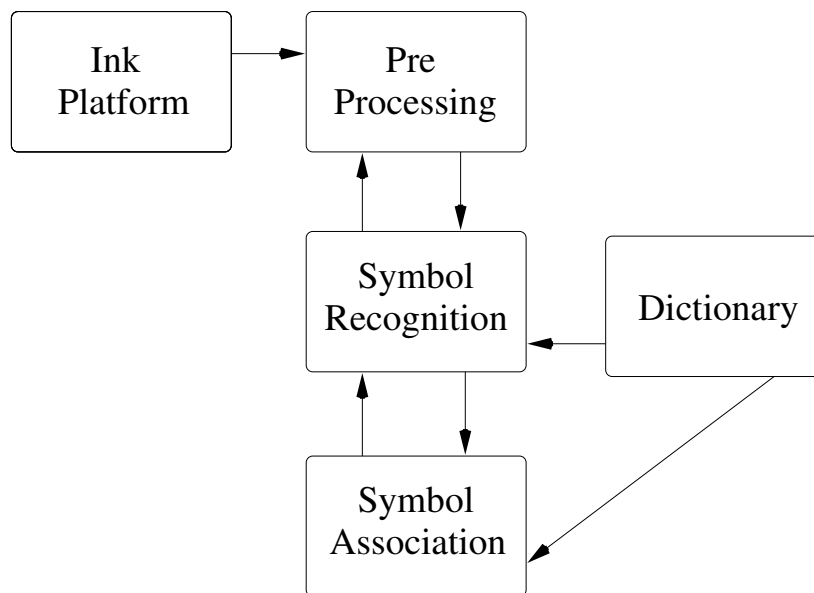 Ink
Platform
Pre
Processing
Symbol
Recognition
Dictionary
Symbol
Association